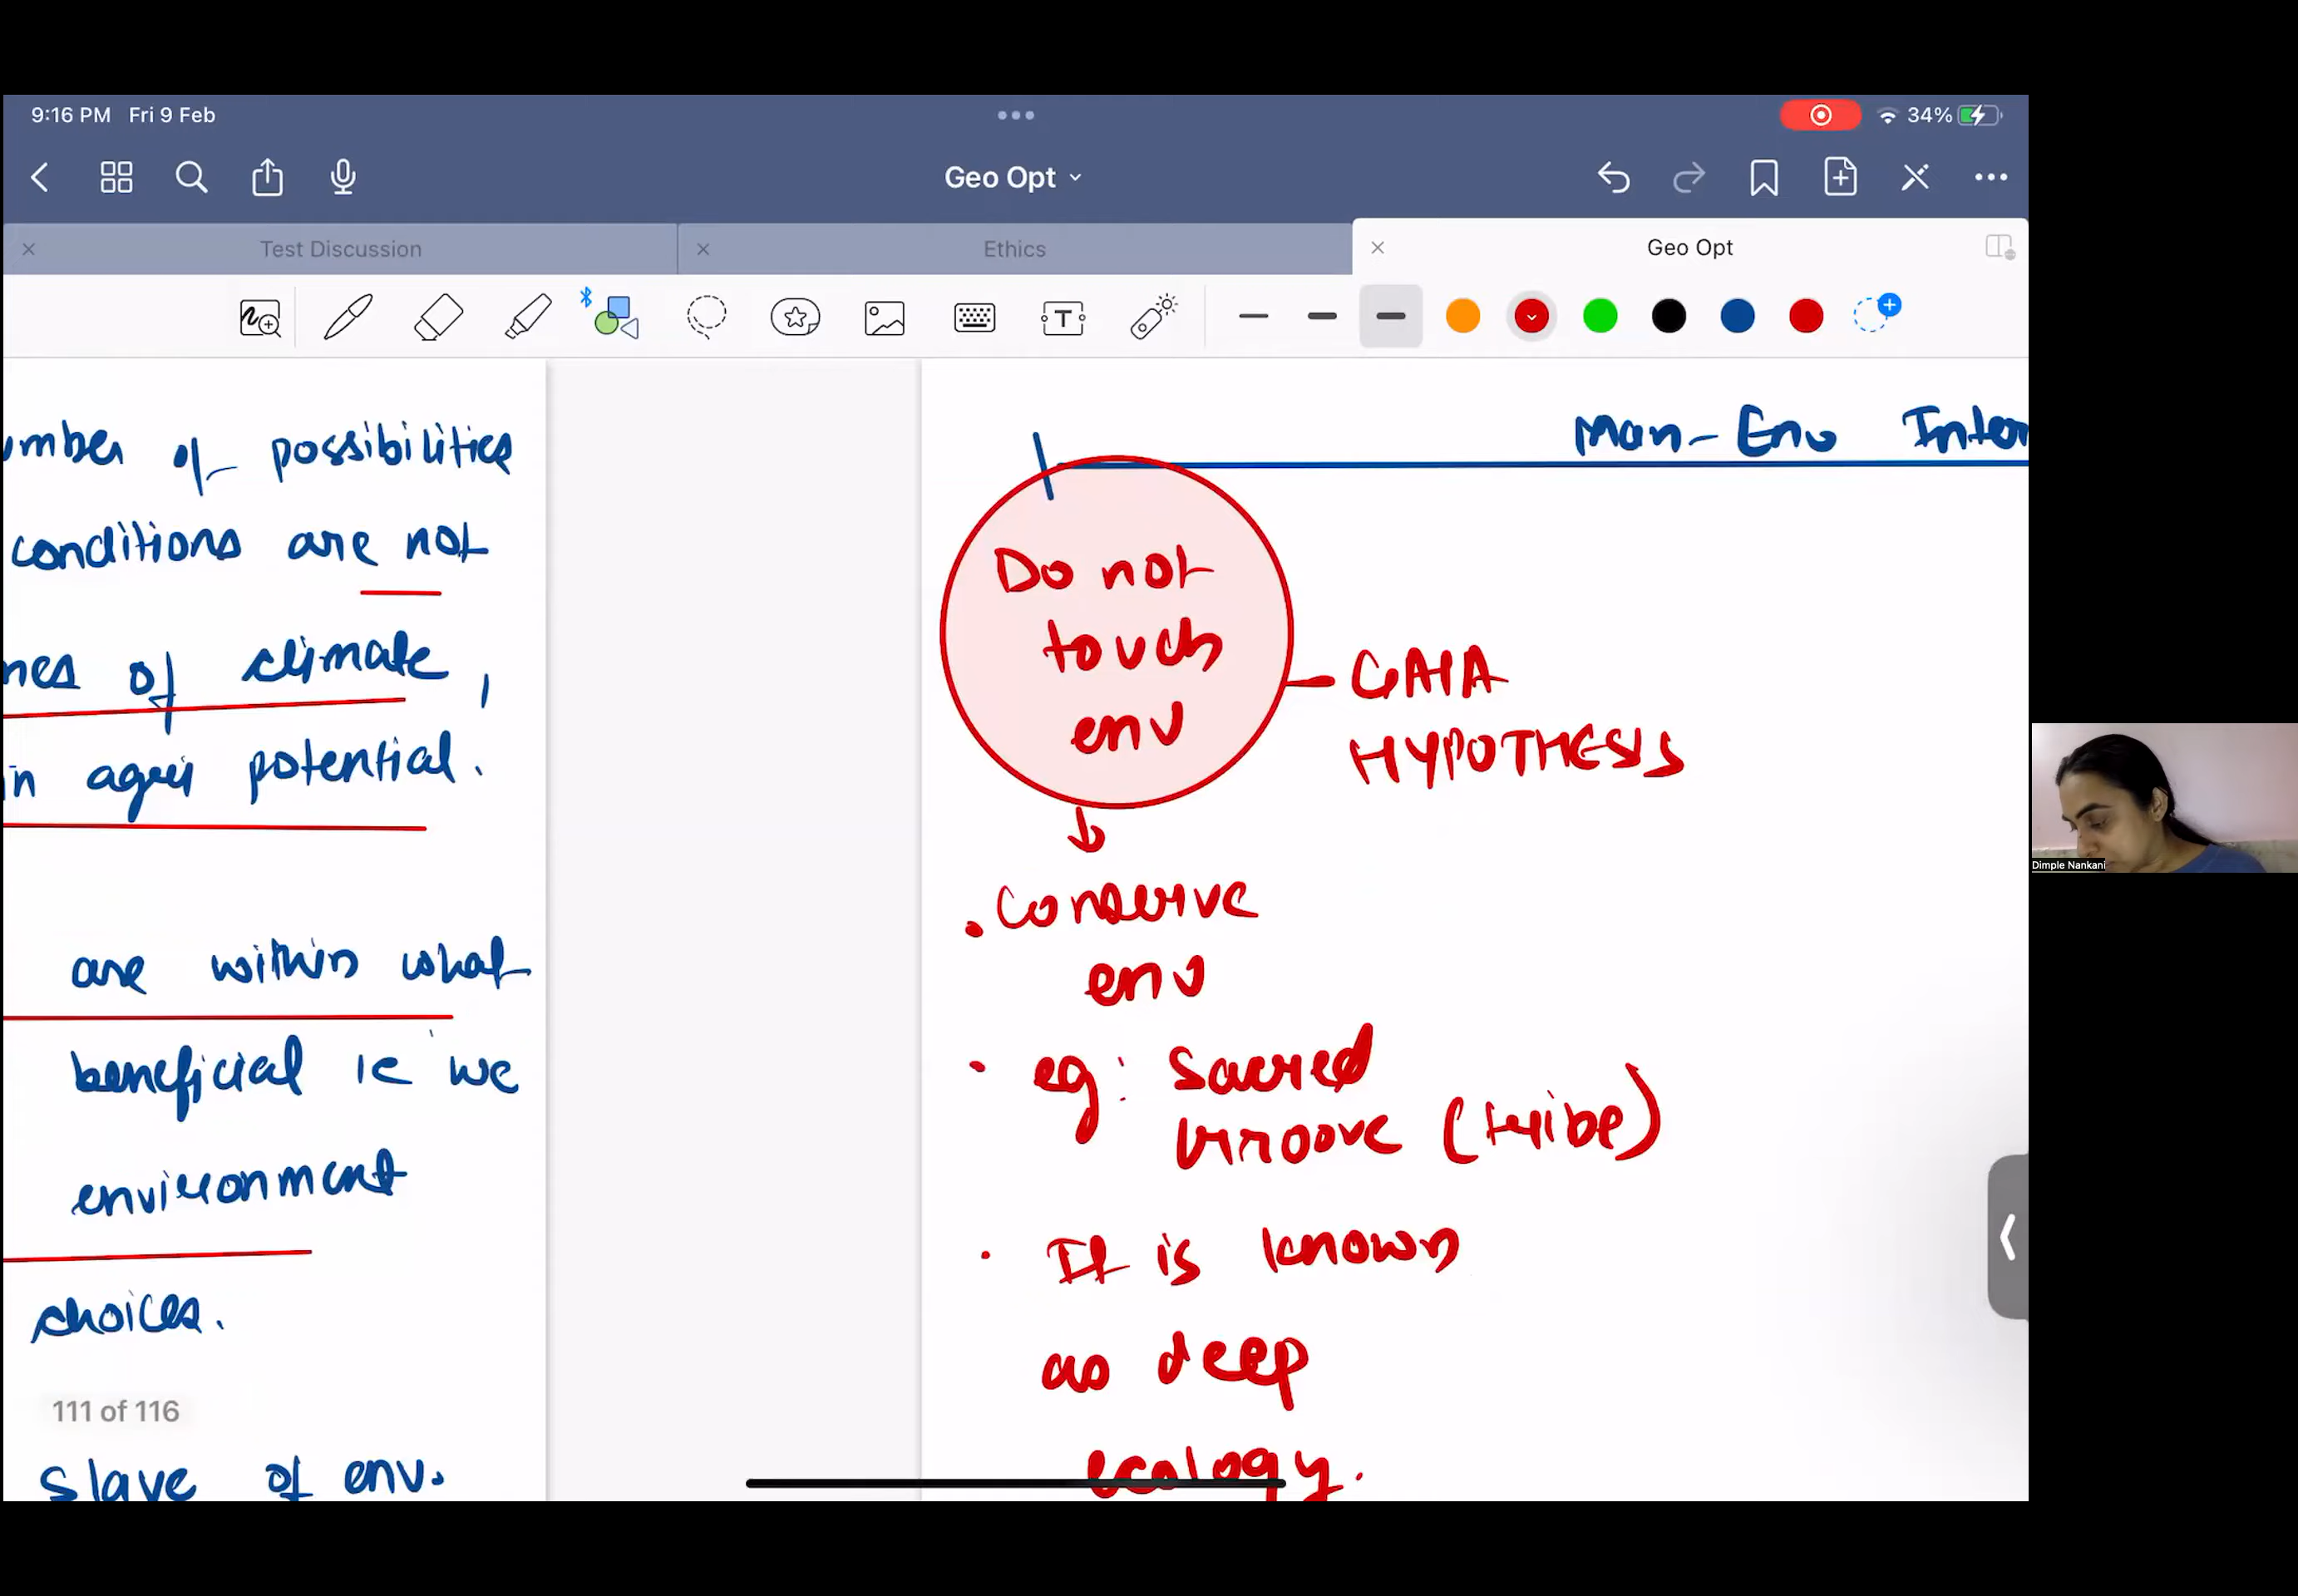 9:16 PM Fri 9 Feb
34%
Geo Opt
Test Discussion
Ethics
Geo Opt
T
umber of possibilities
conditions are not
nes of climate,
in agri potential.
are within what
beneficial ie we
environment
choices.
111 of 116
slave of env.
Man-Env Inter
Do not
touch
env
GAIA
HYPOTHESIS
• Conserve
env
• eg: Sacred
Groove (tribe)
• It is known
as deep
ecology.
Dimple Nankani